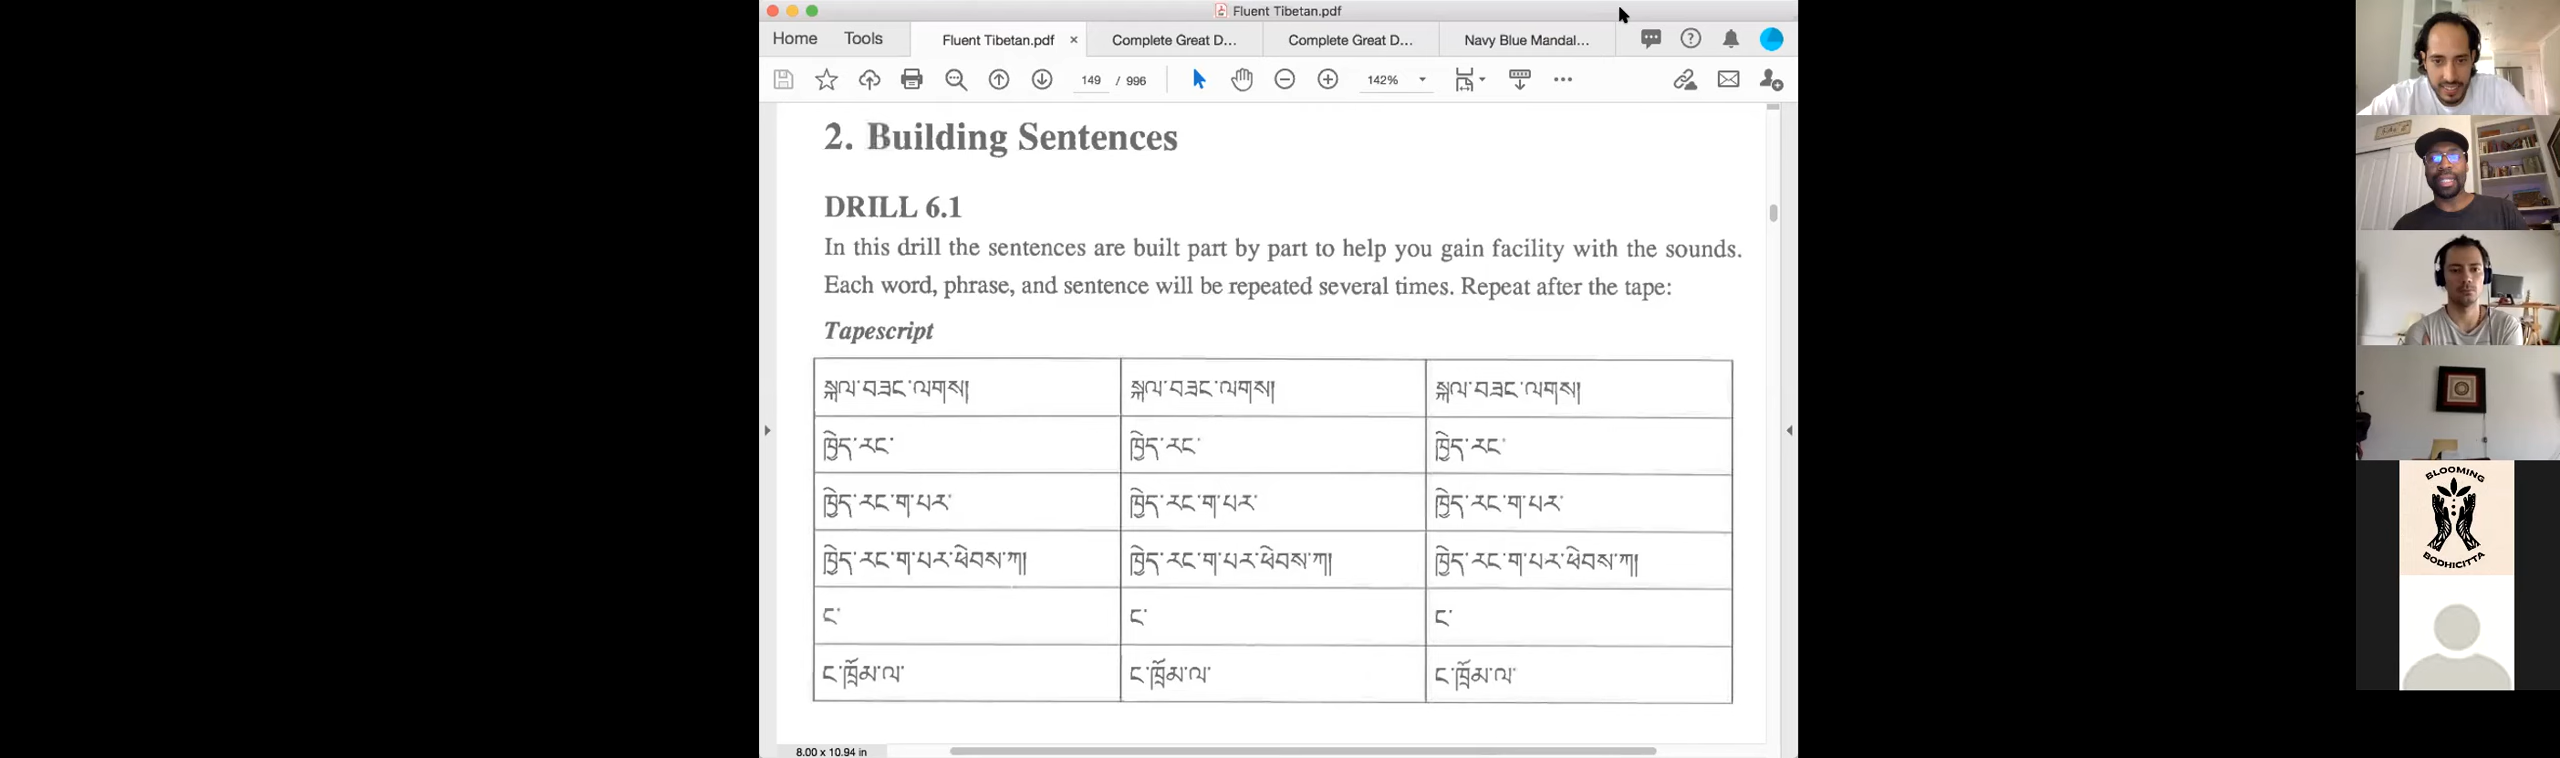 Fluent Tibetan.pdf
Home Tools Fluent Tibetan.pdf × Complete Great D... Complete Great D... Navy Blue Mandal...
149 / 996 142%
2. Building Sentences
DRILL 6.1
In this drill the sentences are built part by part to help you gain facility with the sounds.
Each word, phrase, and sentence will be repeated several times. Repeat after the tape:
Tapescript
སྐལ་བཟང་ལགས། སྐལ་བཟང་ལགས། སྐལ་བཟང་ལགས།
ཁྱེད་རང་ ཁྱེད་རང་ ཁྱེད་རང་
ཁྱེད་རང་ག་པར་ ཁྱེད་རང་ག་པར་ ཁྱེད་རང་ག་པར་
ཁྱེད་རང་ག་པར་ཕེབས་ཀ། ཁྱེད་རང་ག་པར་ཕེབས་ཀ། ཁྱེད་རང་ག་པར་ཕེབས་ཀ།
ང་ ང་ ང་
ང་ཁྲོམ་ལ་ ང་ཁྲོམ་ལ་ ང་ཁྲོམ་ལ་
8.00 x 10.94 in
BLOOMING
BODHICITTA